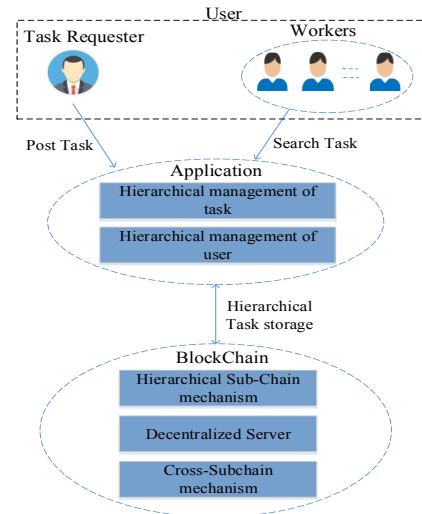 User
Task Requester
Workers
Post Task
Search Task
Application
Hierarchical management of
task
Hierarchical management of
user
Hierarchical
Task storage
BlockChain
Hierarchical Sub-Chain
mechanism
Decentralized Server
Cross-Subchain
mechanism